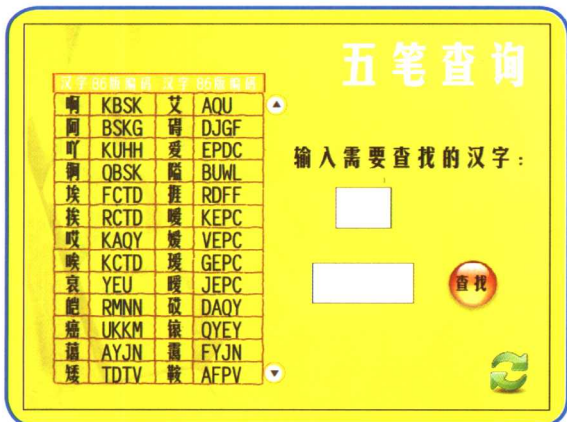 五笔查询
汉字 86版编码 汉字 86版编码
啊 KBSK 艾 AQU
阿 BSKG 碍 DJGF
吖 KUHH 爱 EPDC
锕 QBSK 隘 BUWL
埃 FCTD 捱 RDFF
挨 RCTD 嗳 KEPC
哎 KAQY 嫒 VEPC
唉 KCTD 瑷 GEPC
哀 YEU 暧 JEPC
皑 RMNN 砹 DAQY
癌 UKKM 锿 QYEY
蔼 AYJN 霭 FYJN
矮 TDTV 鞍 AFPV
输入需要查找的汉字：
查找